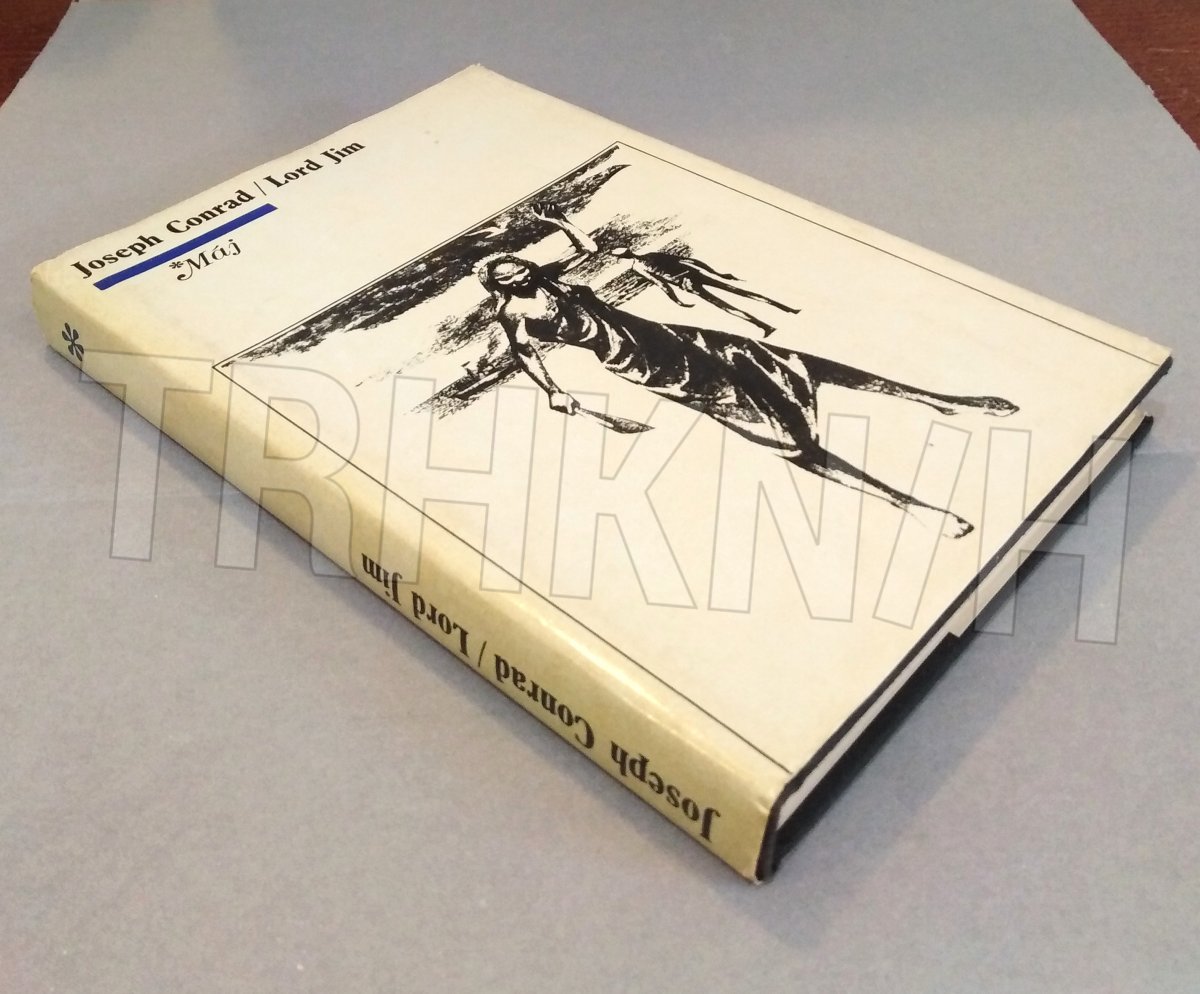 Joseph Conrad / Lord Jim
*Máj
Joseph Conrad / Lord Jim
TRHKNIH